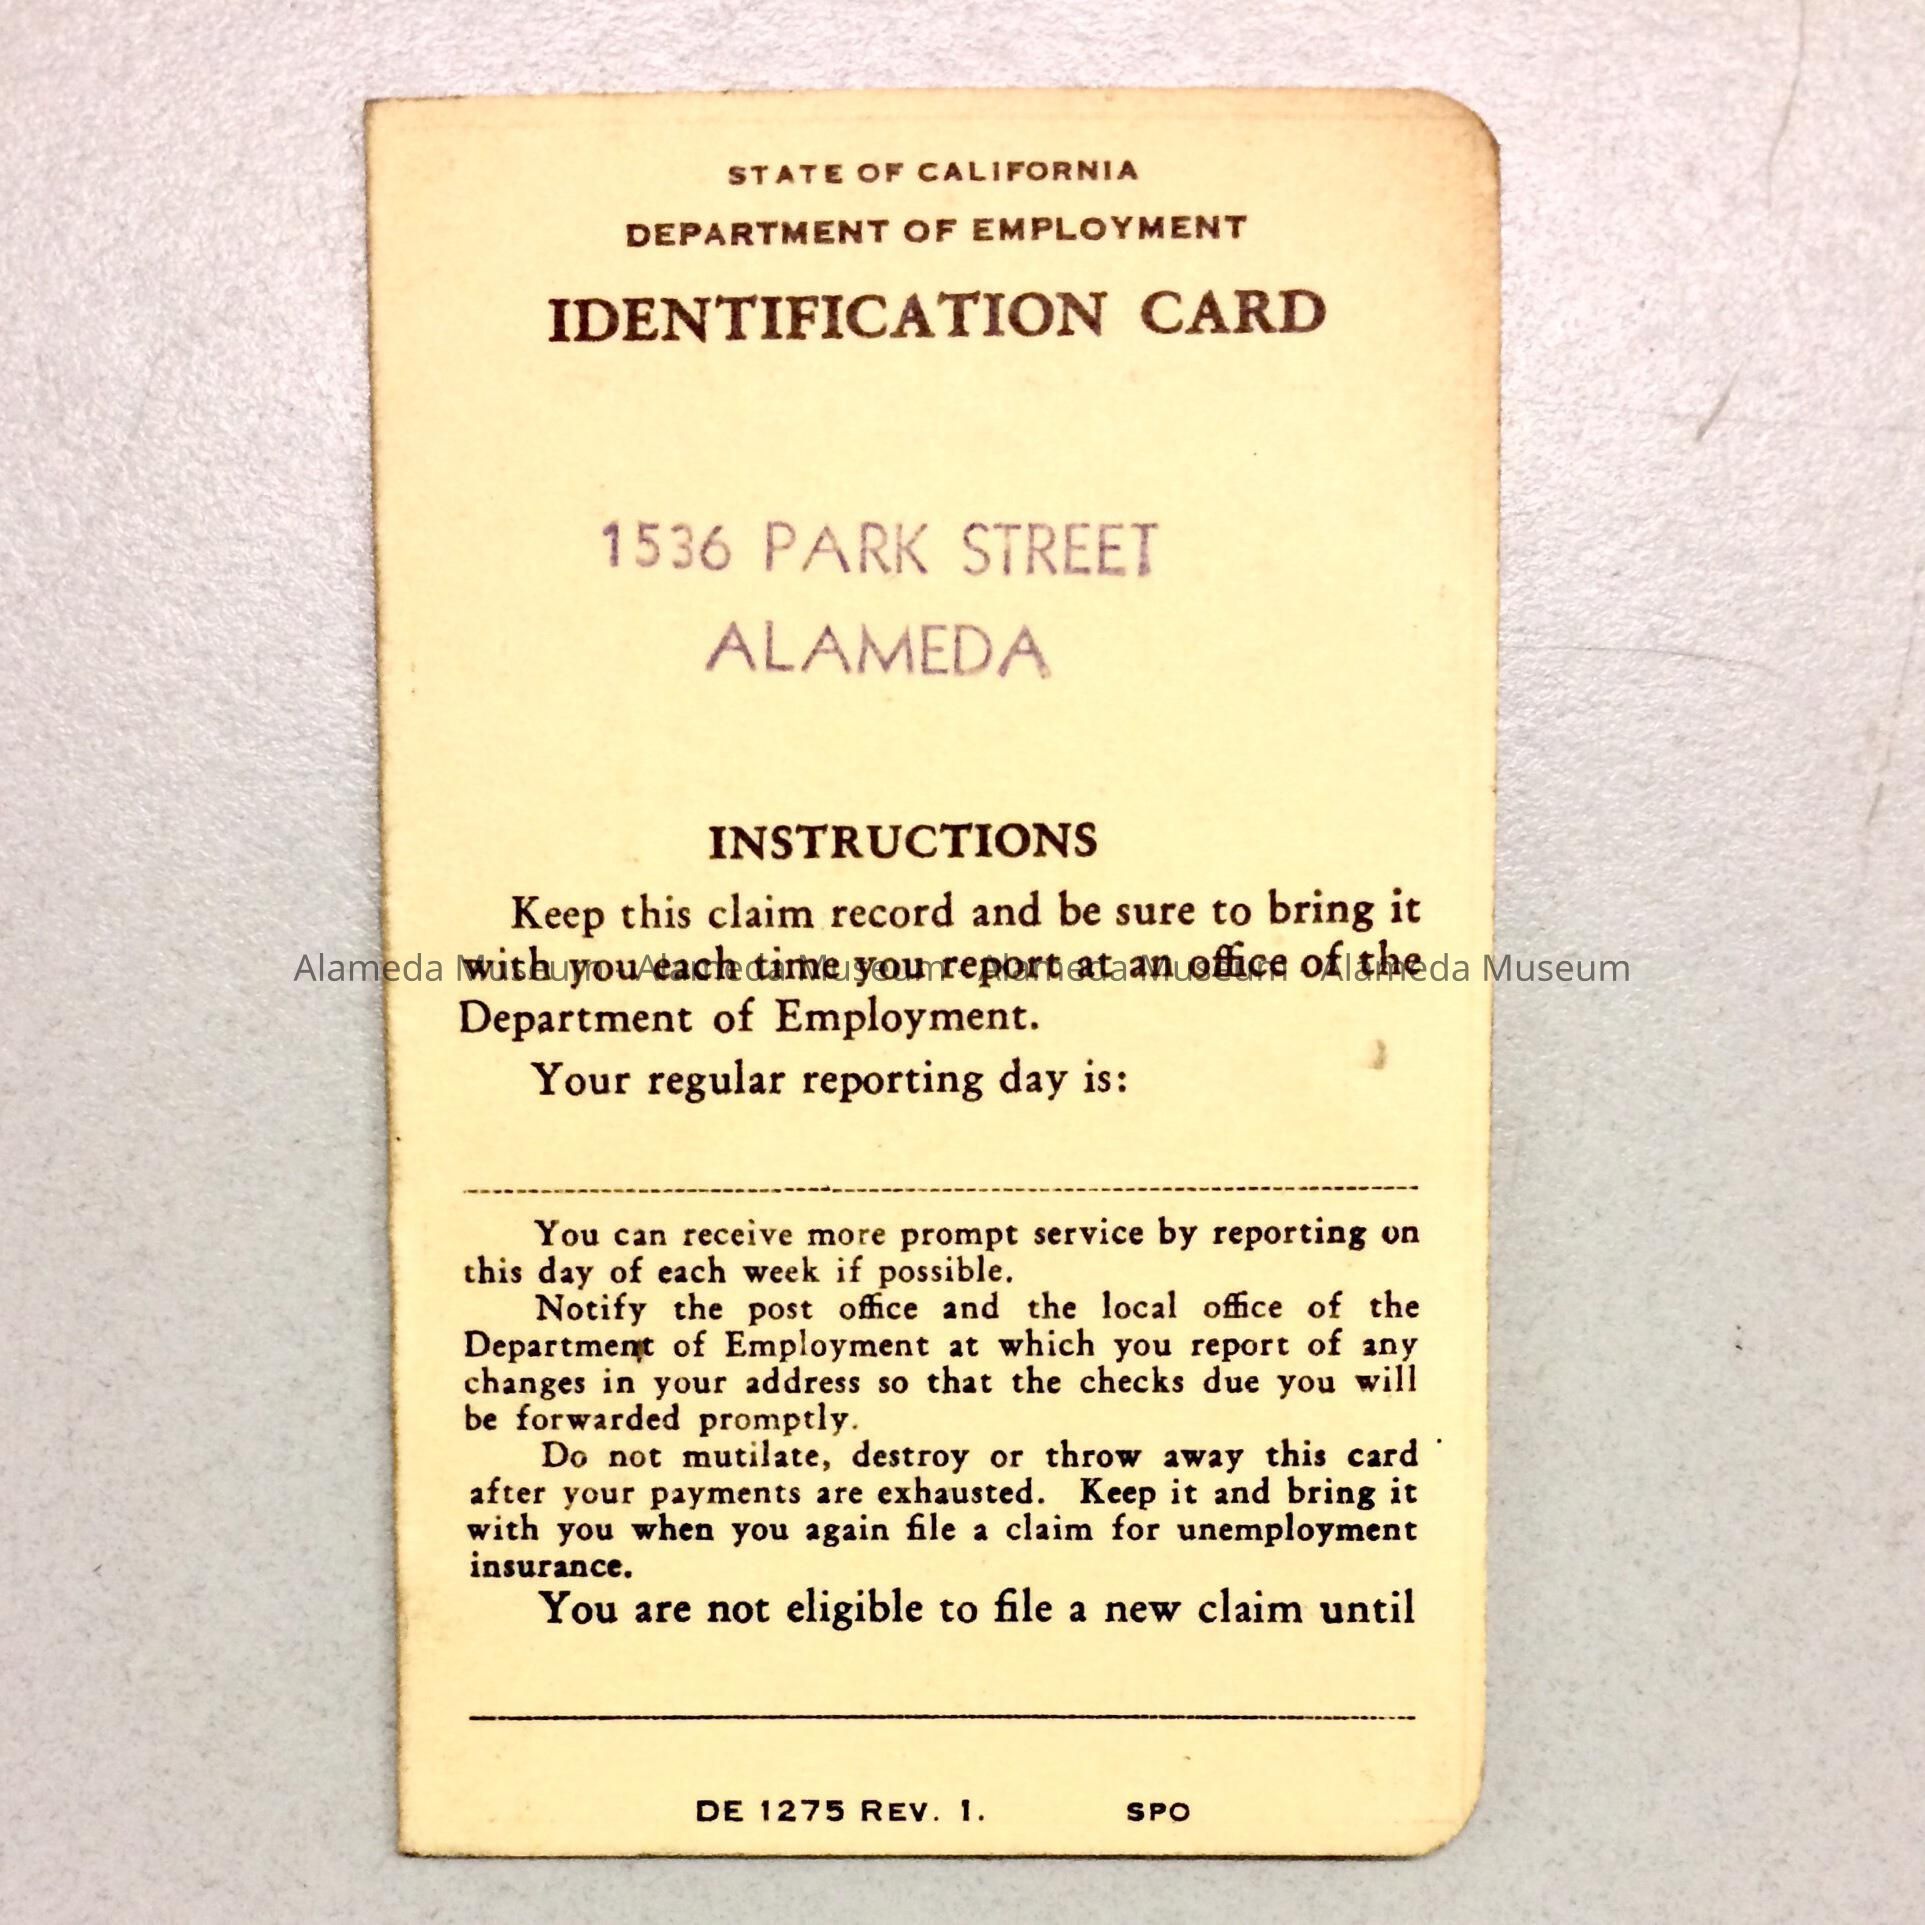 STATE OF CALIFORNIA
DEPARTMENT OF EMPLOYMENT
IDENTIFICATION CARD
1536 PARK STREET
ALAMEDA
INSTRUCTIONS
Keep this claim record and be sure to bring it
with you each time you report at an office of the
Alameda Museum - Alameda Museum - Alameda Museum - Alameda Museum
Department of Employment.
Your regular reporting day is:
You can receive more prompt service by reporting on
this day of each week if possible.
Notify the post office and the local office of the
Department of Employment at which you report of any
changes in your address so that the checks due you will
be forwarded promptly.
Do not mutilate, destroy or throw away this card
after your payments are exhausted. Keep it and bring it
with you when you again file a claim for unemployment
insurance.
You are not eligible to file a new claim until
DE 1275 REV. 1. SPO